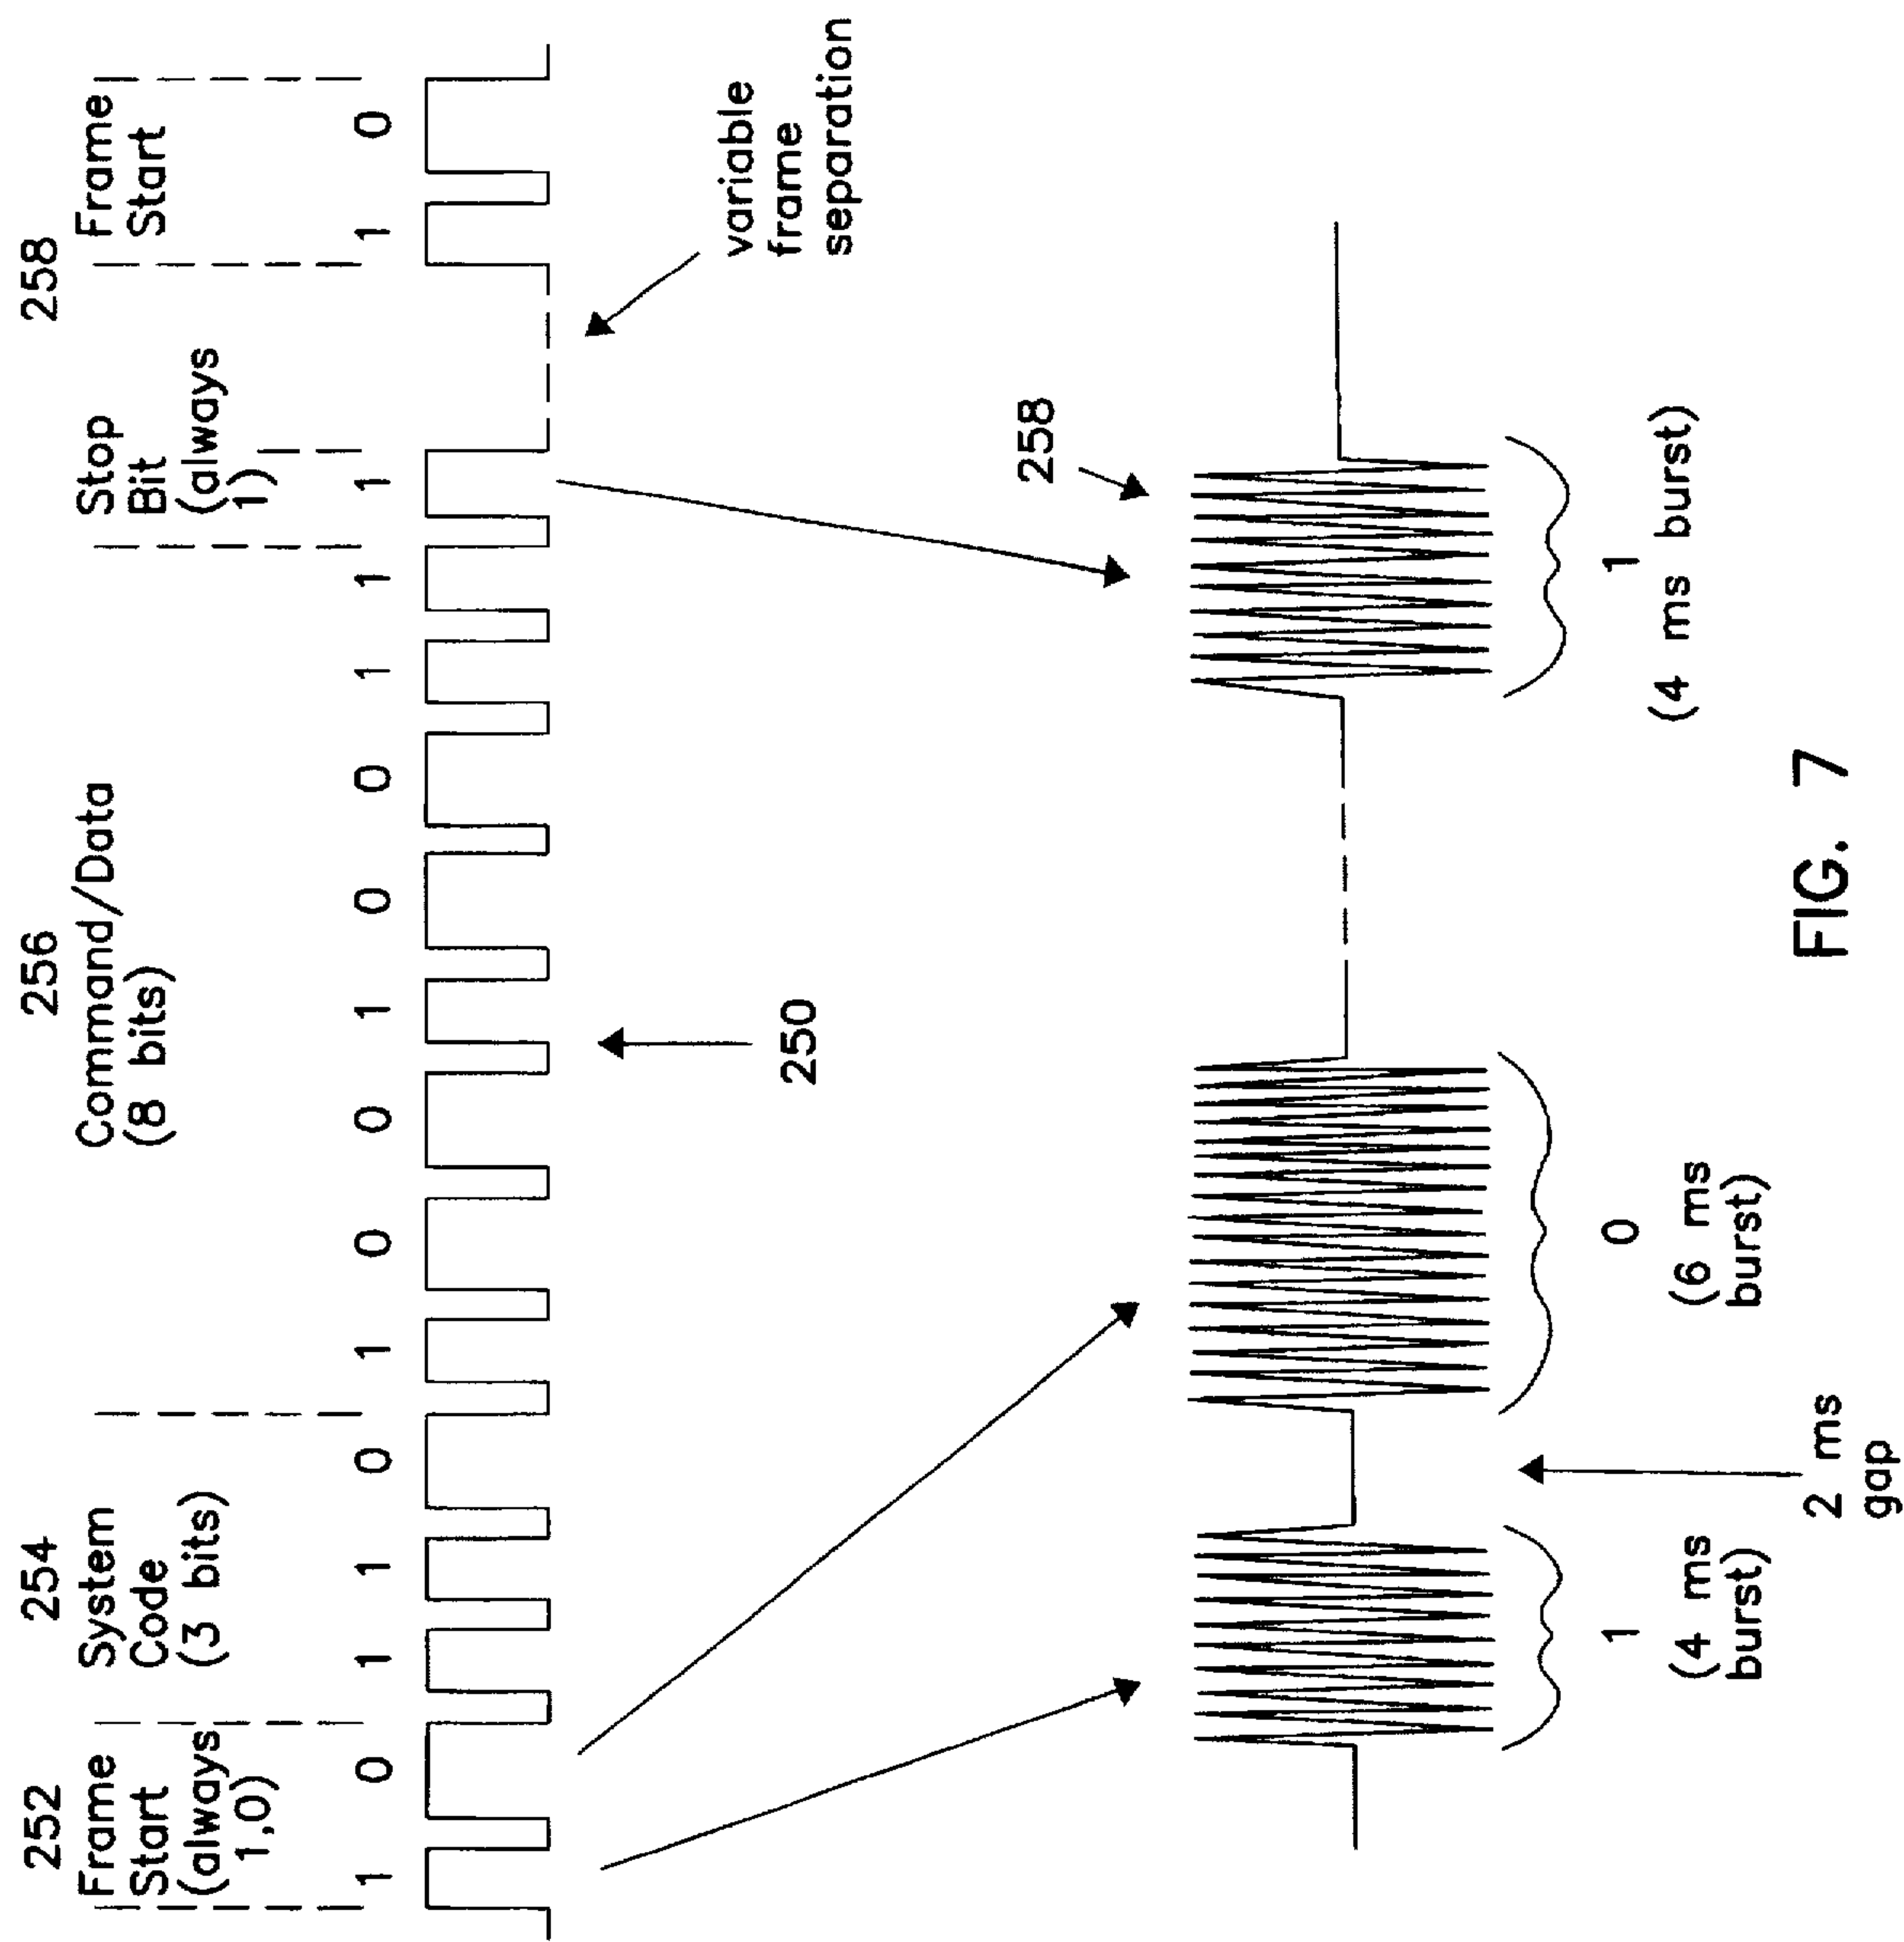 252
Frame
Start
(always
1,0)
254
System
Code
(3 bits)
256
Command/Data
(8 bits)
Stop
Bit
(always
1)
258
Frame
Start
1 0 1 1 0 1 0 0 1 0 0 1 1 1 1 0
250
variable
frame
separation
258
1
(4 ms
burst)
2 ms
gap
0
(6 ms
burst)
1
(4 ms burst)
FIG. 7